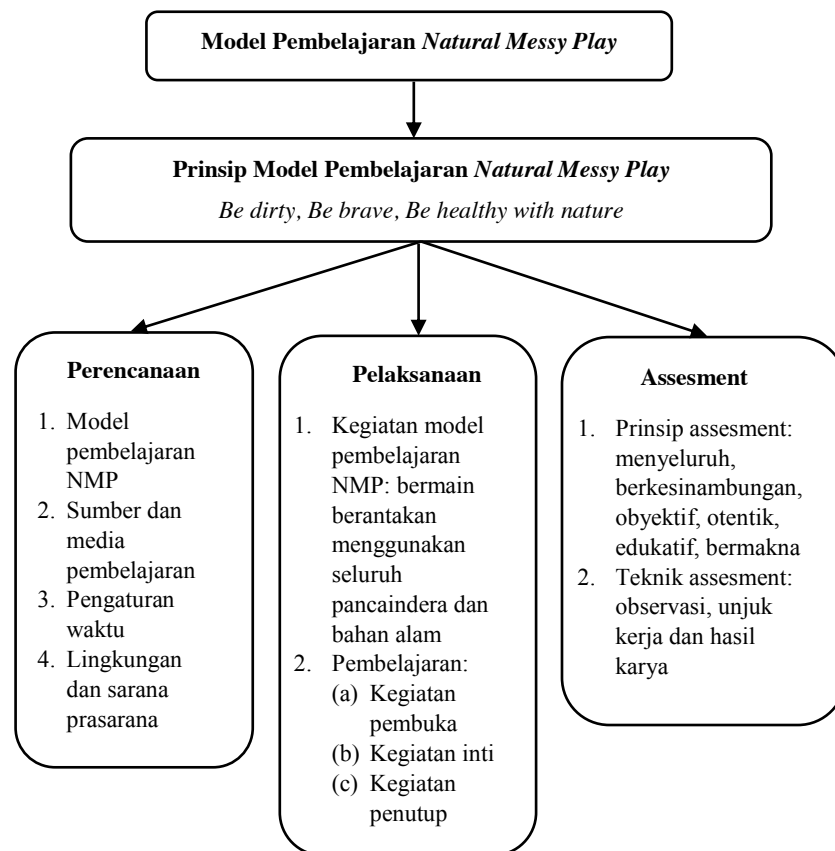 Model Pembelajaran Natural Messy Play
Prinsip Model Pembelajaran Natural Messy Play
Be dirty, Be brave, Be healthy with nature
Perencanaan
1. Model
pembelajaran
NMP
2. Sumber dan
media
pembelajaran
3. Pengaturan
waktu
4. Lingkungan
dan sarana
prasarana
Pelaksanaan
1. Kegiatan model
pembelajaran
NMP: bermain
berantakan
menggunakan
seluruh
pancaindera dan
bahan alam
2. Pembelajaran:
(a) Kegiatan
pembuka
(b) Kegiatan inti
(c) Kegiatan
penutup
Assesment
1. Prinsip assesment:
menyeluruh,
berkesinambungan,
obyektif, otentik,
edukatif, bermakna
2. Teknik assesment:
observasi, unjuk
kerja dan hasil
karya